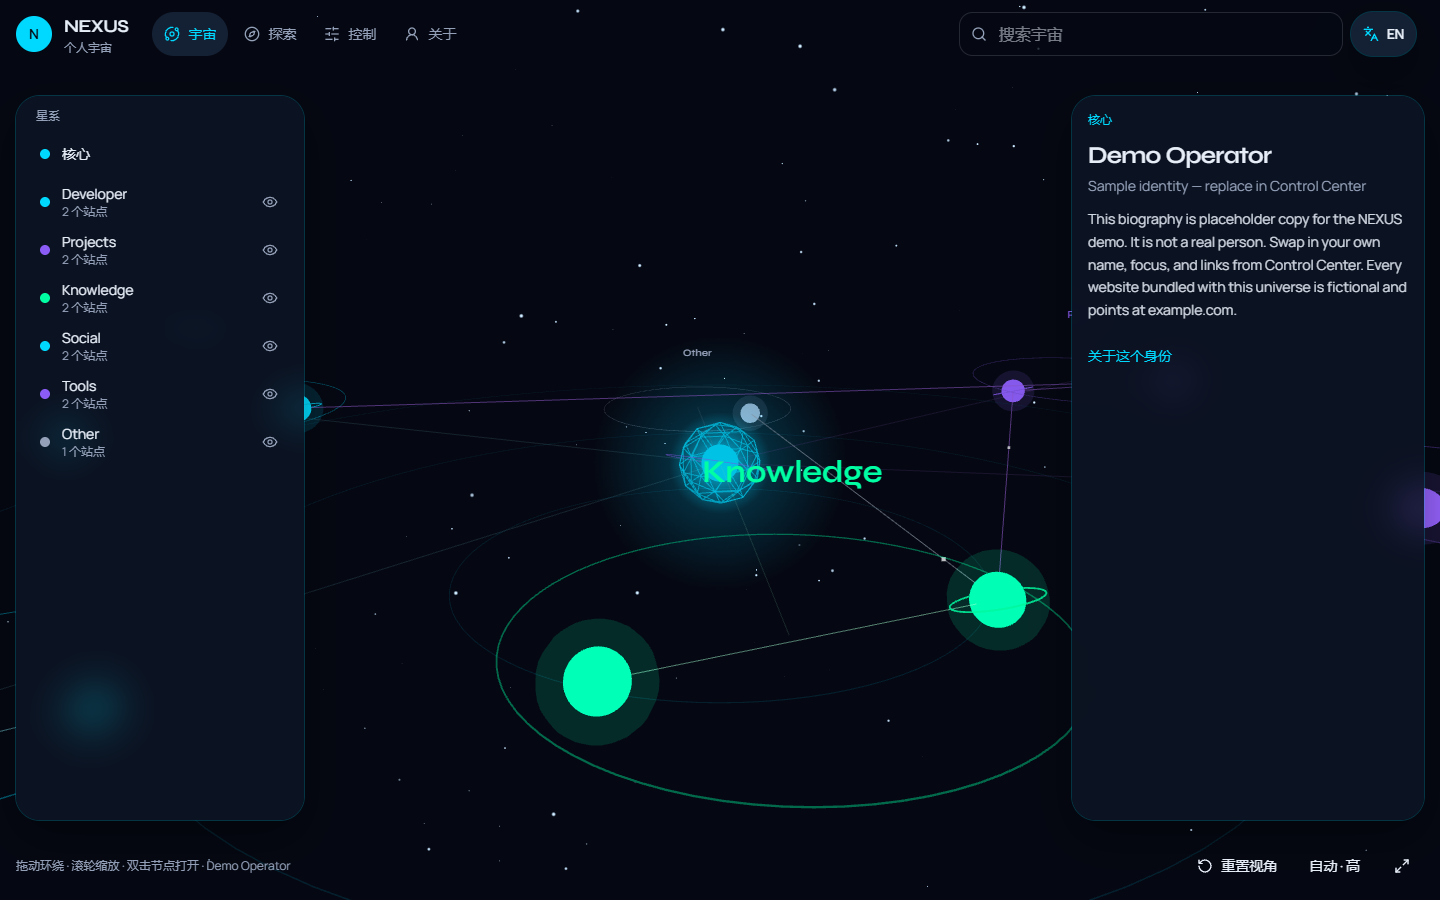 N
NEXUS
个人宇宙
宇宙
探索
控制
关于
搜索宇宙
EN
星系
核心
Developer
2 个站点
Projects
2 个站点
Knowledge
2 个站点
Social
2 个站点
Tools
2 个站点
Other
1 个站点
Other
Knowledge
核心
Demo Operator
Sample identity — replace in Control Center
This biography is placeholder copy for the NEXUS
demo. It is not a real person. Swap in your own
name, focus, and links from Control Center. Every
website bundled with this universe is fictional and
points at example.com.
关于这个身份
拖动环绕 · 滚轮缩放 · 双击节点打开 · Demo Operator
重置视角
自动 · 高